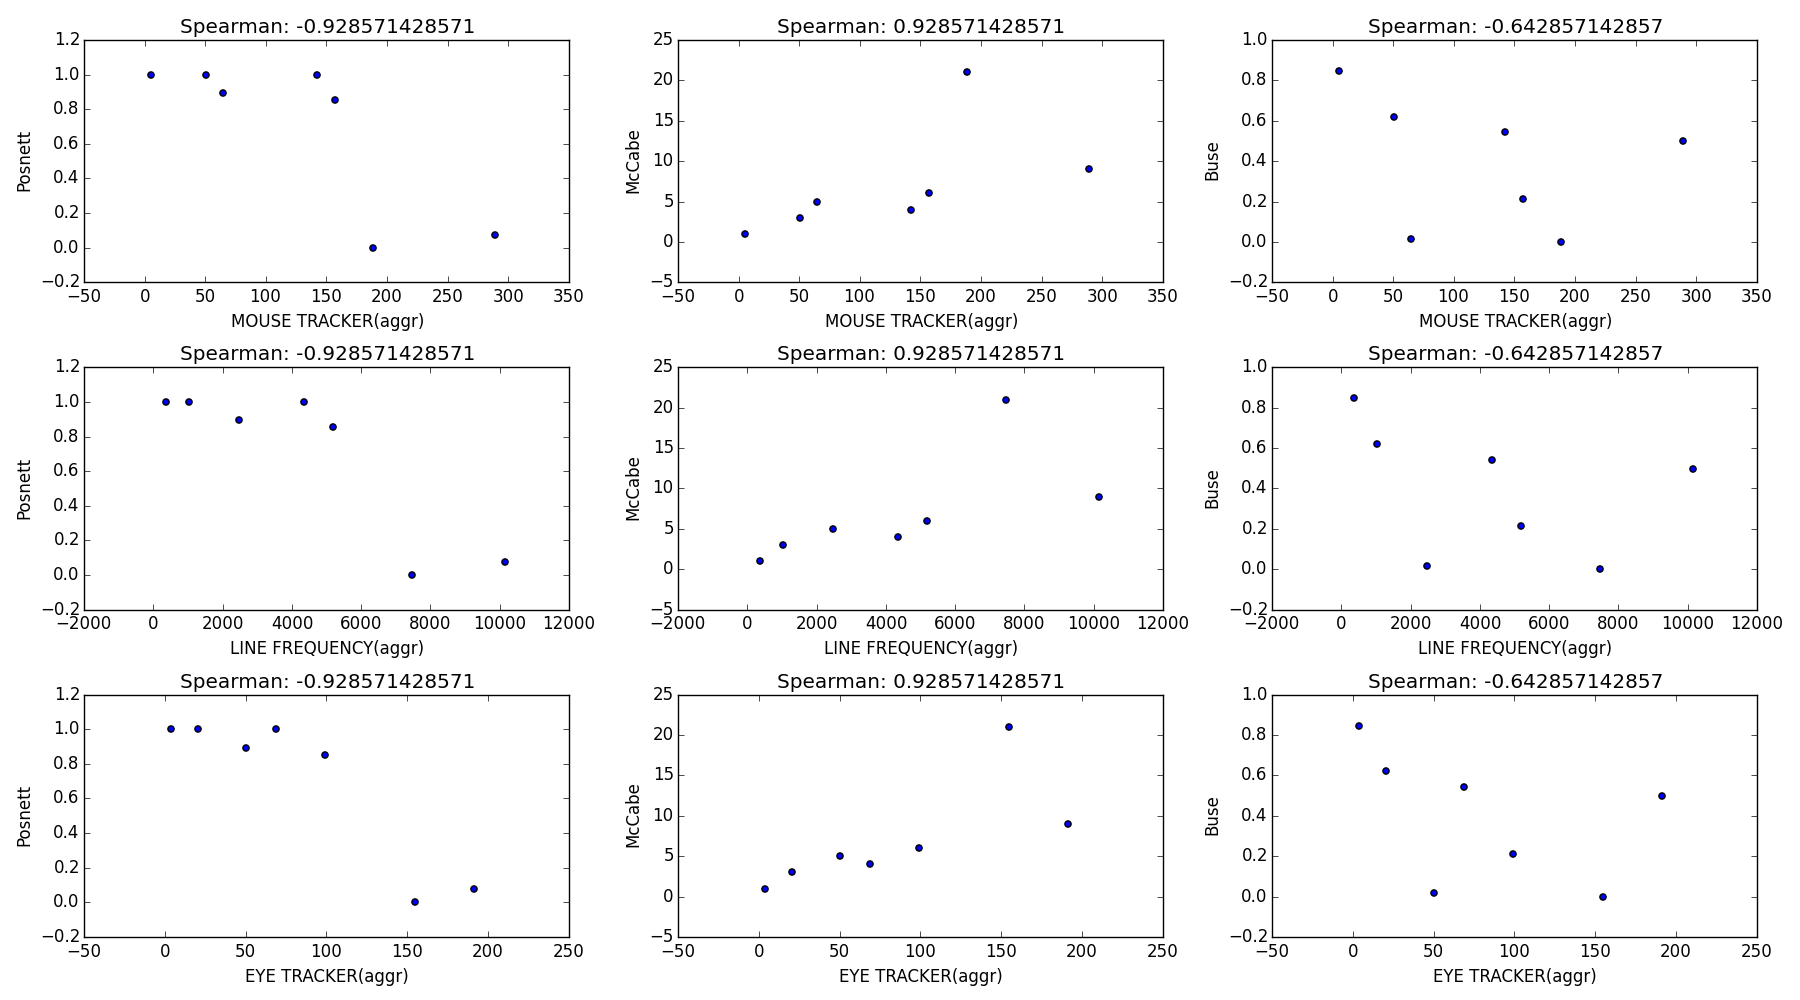 Spearman: -0.928571428571
1.2
1.0
0.8
0.6
0.4
0.2
0.0
−0.2
Posnett
−50 0 50 100 150 200 250 300 350
MOUSE TRACKER(aggr)
Spearman: 0.928571428571
25
20
15
10
5
0
−5
McCabe
−50 0 50 100 150 200 250 300 350
MOUSE TRACKER(aggr)
Spearman: -0.642857142857
1.0
0.8
0.6
0.4
0.2
0.0
−0.2
Buse
−50 0 50 100 150 200 250 300 350
MOUSE TRACKER(aggr)
Spearman: -0.928571428571
1.2
1.0
0.8
0.6
0.4
0.2
0.0
−0.2
Posnett
−2000 0 2000 4000 6000 8000 10000 12000
LINE FREQUENCY(aggr)
Spearman: 0.928571428571
25
20
15
10
5
0
−5
McCabe
−2000 0 2000 4000 6000 8000 10000 12000
LINE FREQUENCY(aggr)
Spearman: -0.642857142857
1.0
0.8
0.6
0.4
0.2
0.0
−0.2
Buse
−2000 0 2000 4000 6000 8000 10000 12000
LINE FREQUENCY(aggr)
Spearman: -0.928571428571
1.2
1.0
0.8
0.6
0.4
0.2
0.0
−0.2
Posnett
−50 0 50 100 150 200 250
EYE TRACKER(aggr)
Spearman: 0.928571428571
25
20
15
10
5
0
−5
McCabe
−50 0 50 100 150 200 250
EYE TRACKER(aggr)
Spearman: -0.642857142857
1.0
0.8
0.6
0.4
0.2
0.0
−0.2
Buse
−50 0 50 100 150 200 250
EYE TRACKER(aggr)